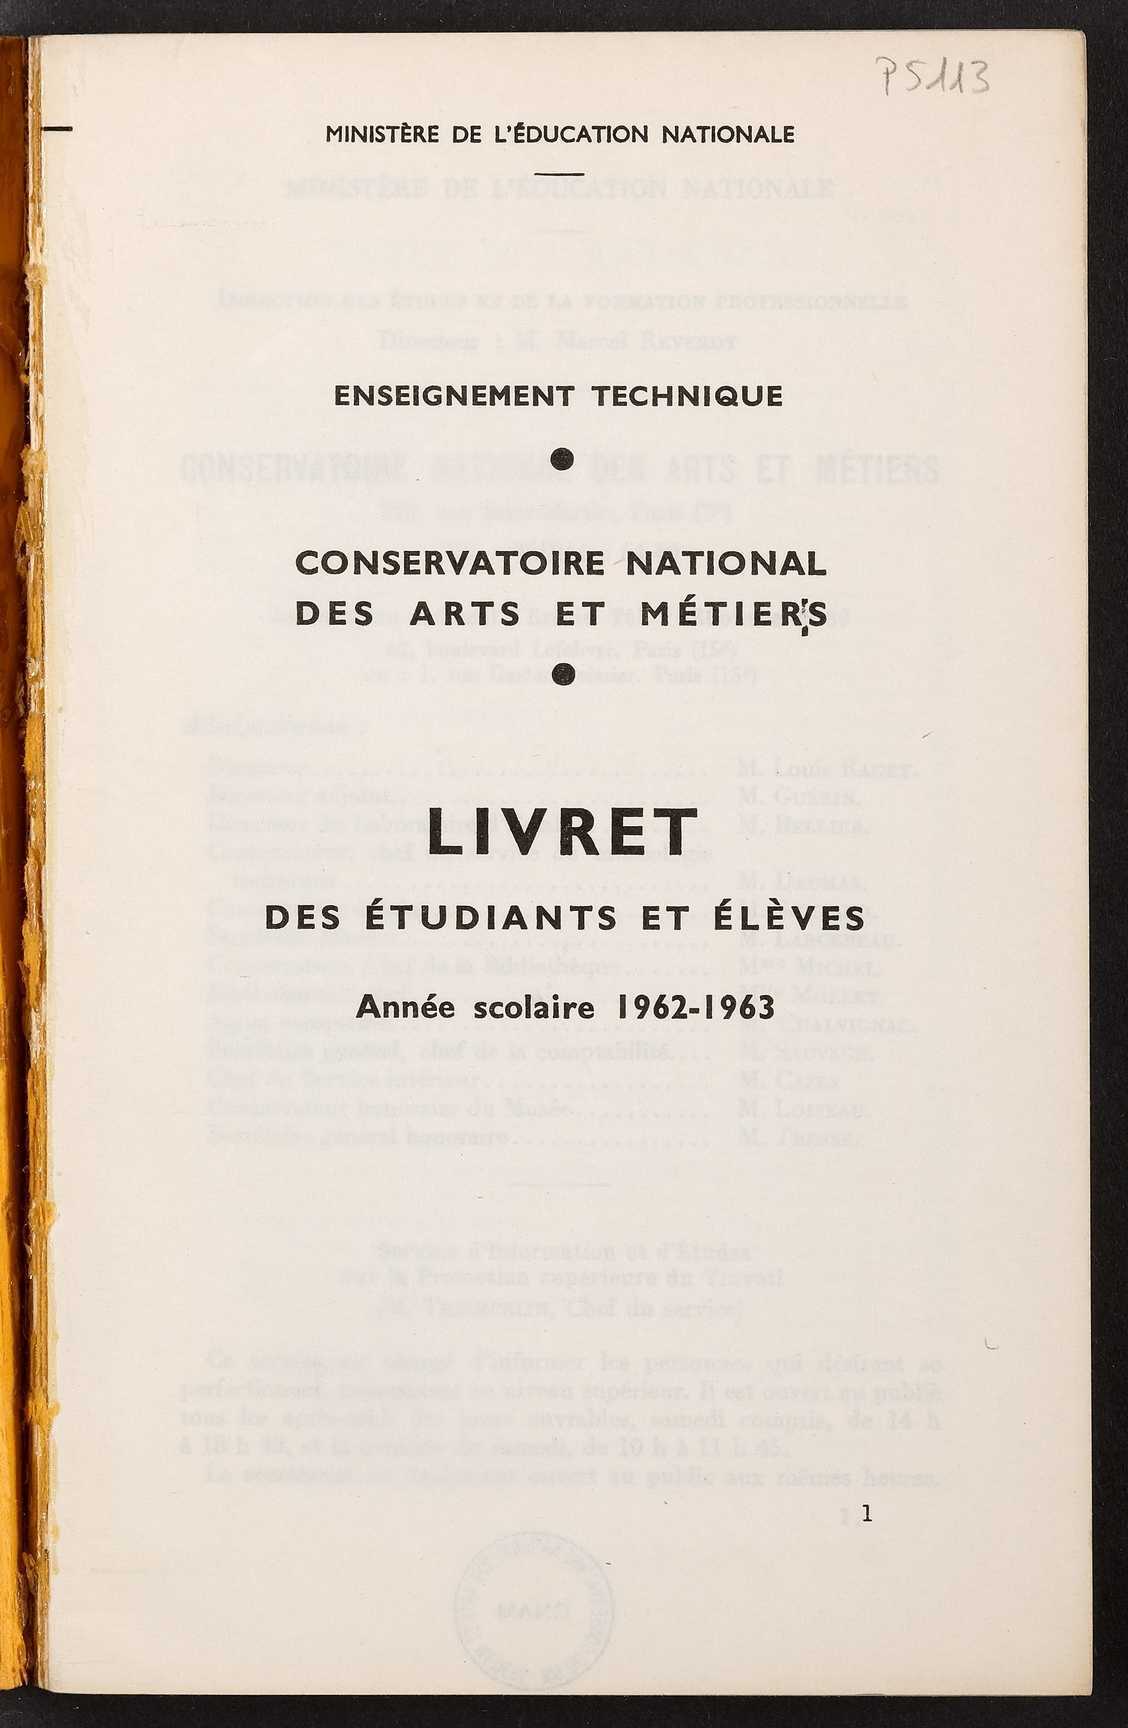 P5113
MINISTÈRE DE L'ÉDUCATION NATIONALE
ENSEIGNEMENT TECHNIQUE
CONSERVATOIRE NATIONAL
DES ARTS ET MÉTIERS
LIVRET
DES ÉTUDIANTS ET ÉLÈVES
Année scolaire 1962-1963
1